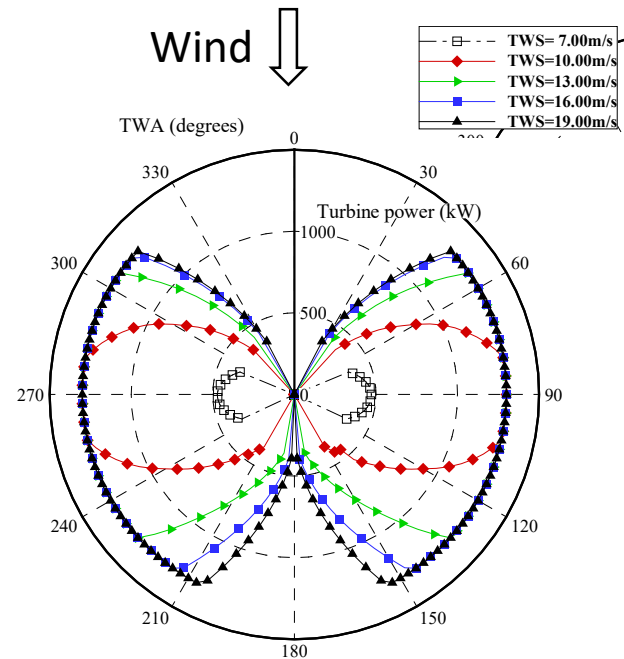 Wind
TWS= 7.00m/s
TWS=10.00m/s
TWS=13.00m/s
TWS=16.00m/s
TWS=19.00m/s
TWA (degrees)
0
330
30
Turbine power (kW)
1000
300
60
500
270
0
90
240
120
210
150
180